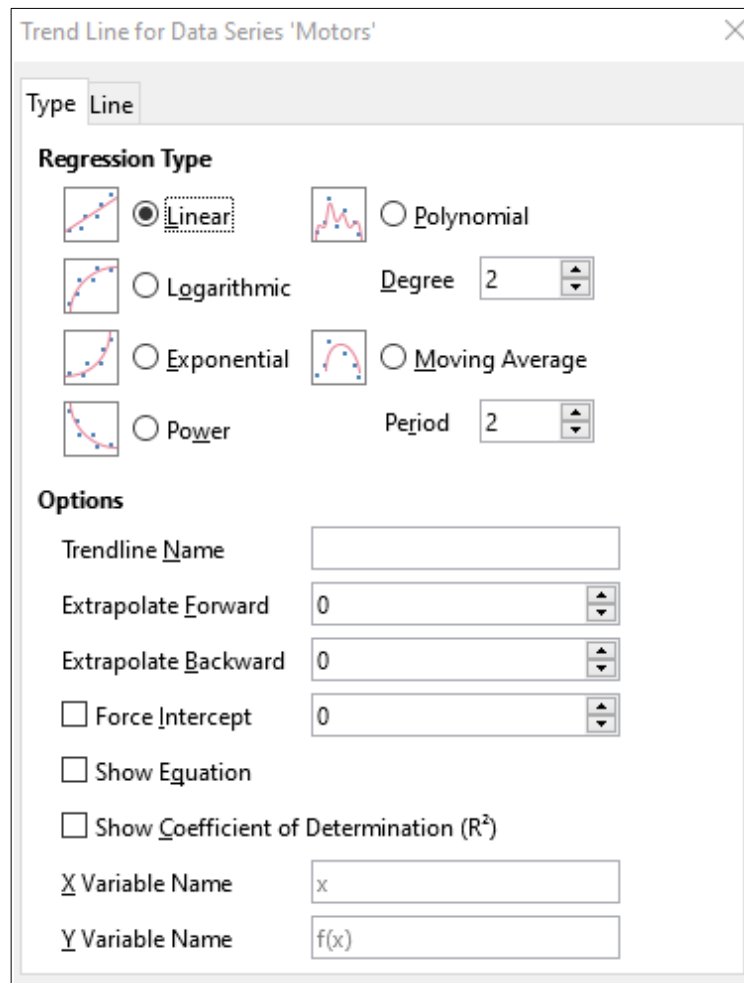 Trend Line for Data Series 'Motors'
Type Line
Regression Type
Linear Polynomial
Logarithmic Degree 2
Exponential Moving Average
Power Period 2
Options
Trendline Name
Extrapolate Forward 0
Extrapolate Backward 0
Force Intercept 0
Show Equation
Show Coefficient of Determination (R²)
X Variable Name x
Y Variable Name f(x)